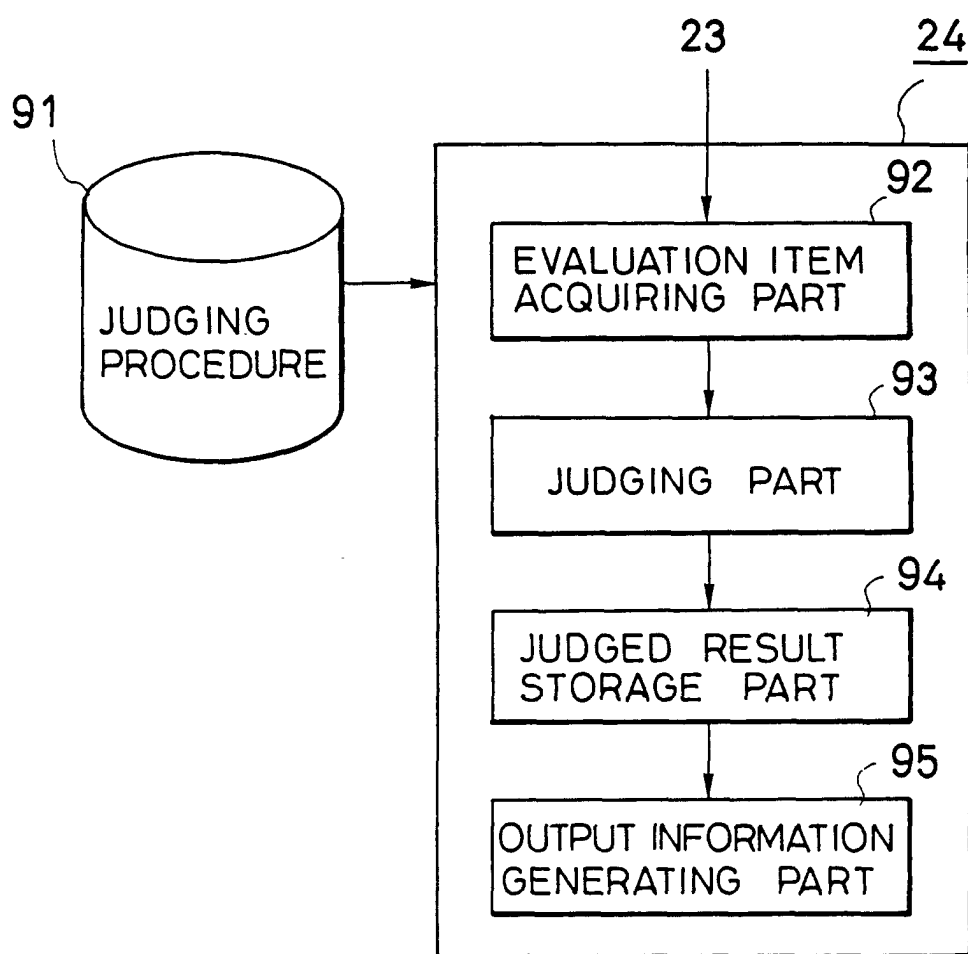 23
24
91
92
EVALUATION ITEM
ACQUIRING PART
JUDGING
PROCEDURE
93
JUDGING PART
94
JUDGED RESULT
STORAGE PART
95
OUTPUT INFORMATION
GENERATING PART